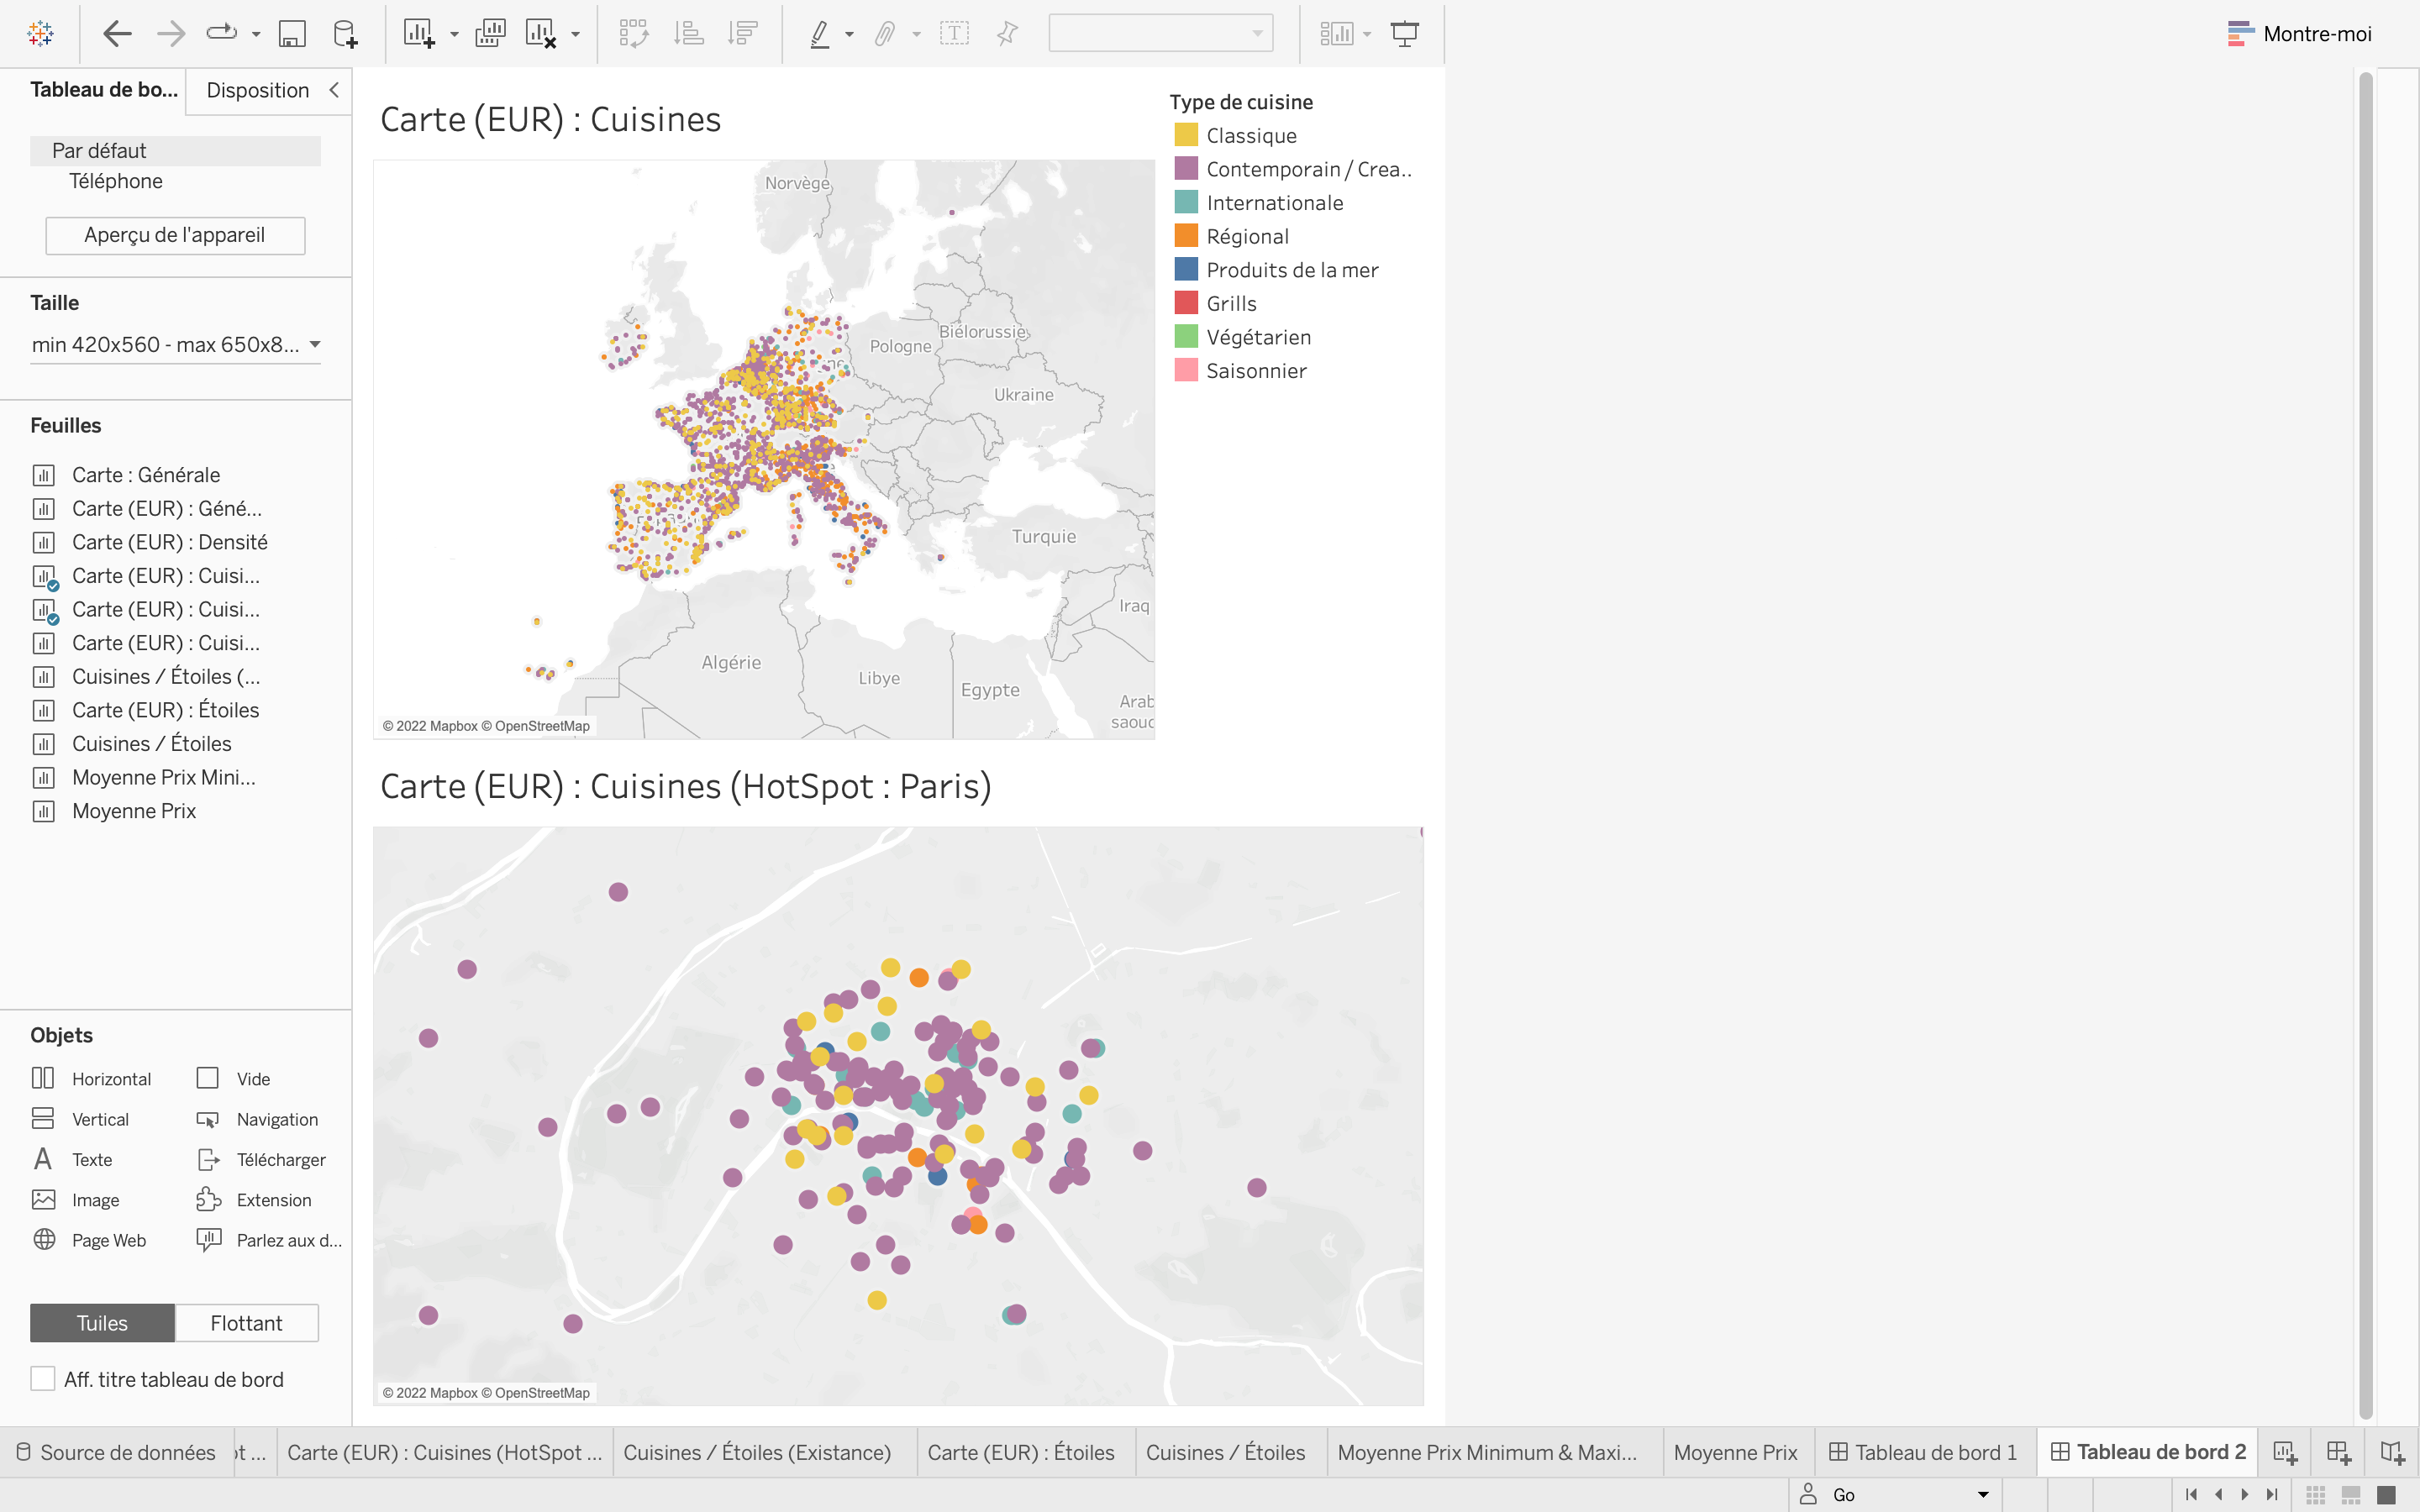 Montre-moi
Tableau de bo...
Disposition
Par défaut
Téléphone
Aperçu de l'appareil
Taille
min 420x560 - max 650x8...
Feuilles
Carte : Générale
Carte (EUR) : Géné...
Carte (EUR) : Densité
Carte (EUR) : Cuisi...
Carte (EUR) : Cuisi...
Carte (EUR) : Cuisi...
Cuisines / Étoiles (...
Carte (EUR) : Étoiles
Cuisines / Étoiles
Moyenne Prix Mini...
Moyenne Prix
Objets
Horizontal
Vide
Vertical
Navigation
Texte
Télécharger
Image
Extension
Page Web
Parlez aux d...
Tuiles
Flottant
Aff. titre tableau de bord
Carte (EUR) : Cuisines
Norvège
Biélorussie
Pologne
Ukraine
Turquie
Iraq
Algérie
Libye
Egypte
Arab
saoud
© 2022 Mapbox © OpenStreetMap
Type de cuisine
Classique
Contemporain / Crea..
Internationale
Régional
Produits de la mer
Grills
Végétarien
Saisonnier
Carte (EUR) : Cuisines (HotSpot : Paris)
© 2022 Mapbox © OpenStreetMap
Source de données
ot ...
Carte (EUR) : Cuisines (HotSpot ...
Cuisines / Étoiles (Existance)
Carte (EUR) : Étoiles
Cuisines / Étoiles
Moyenne Prix Minimum & Maxi...
Moyenne Prix
Tableau de bord 1
Tableau de bord 2
Go